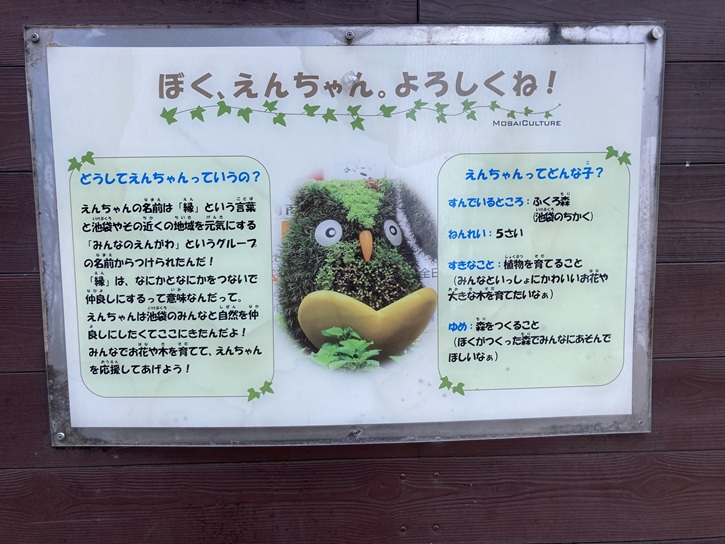 ぼく、えんちゃん。よろしくね!
MOSAICULTURE
どうしてえんちゃんっていうの?
えんちゃんの名前は「縁」という言葉
と池袋やその近くの地域を元気にする
「みんなのえんがわ」というグループ
の名前からつけられたんだ!
「縁」は、なにかとなにかをつないで
仲良しにするって意味なんだって。
えんちゃんは池袋のみんなと自然を仲
良しにしたくてここにきたんだよ!
みんなでお花や木を育てて、えんちゃん
を応援してあげよう!
えんちゃんってどんな子?
すんでいるところ:ふくろ森
(池袋のちかく)
ねんれい:5さい
すきなこと:植物を育てること
(みんなといっしょにかわいいお花や
大きな木を育てたいなぁ)
ゆめ:森をつくること
(ぼくがつくった森でみんなにあそんで
ほしいなぁ)